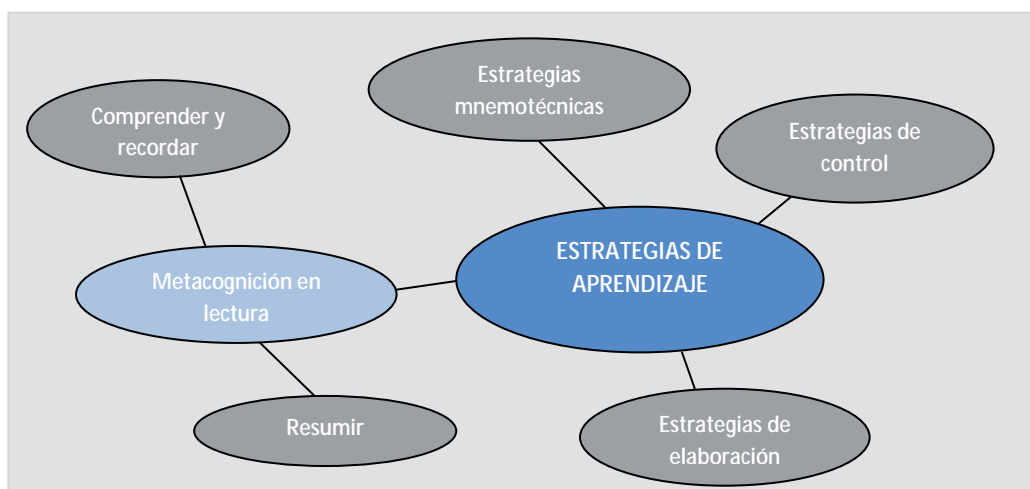 Estrategias
mnemotécnicas
Comprender y
recordar
Estrategias de
control
ESTRATEGIAS DE
APRENDIZAJE
Metacognición en
lectura
Resumir
Estrategias de
elaboración